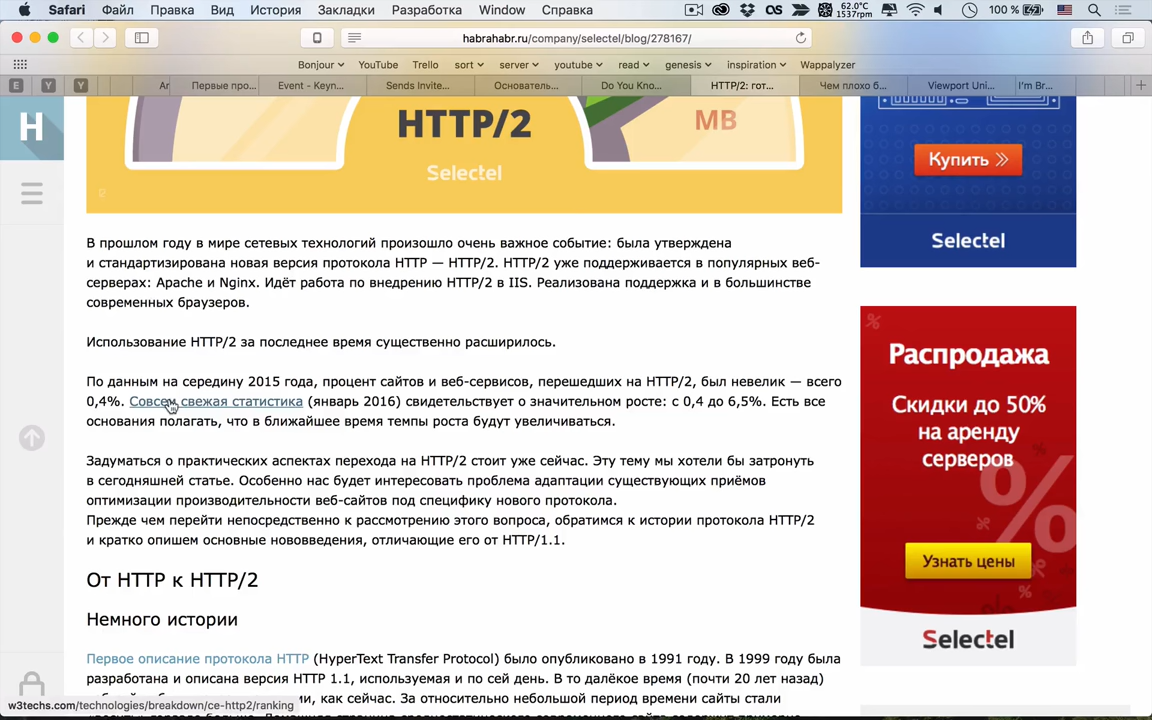 Safari Файл Правка Вид История Закладки Разработка Window Справка 62.0°C 1537rpm 100 %
habrahabr.ru/company/selectel/blog/278167/
Bonjour YouTube Trello sort server youtube read genesis inspiration Wappalyzer
E Y Y Ar Первые про... Event - Keyn... Sends Invite... Основатель... Do You Kno... HTTP/2: гот... Чем плохо б... Viewport Uni... I'm Br...
H
HTTP/2
MB
Selectel
Купить
Selectel
В прошлом году в мире сетевых технологий произошло очень важное событие: была утверждена
и стандартизирована новая версия протокола HTTP — HTTP/2. HTTP/2 уже поддерживается в популярных веб-
серверах: Apache и Nginx. Идёт работа по внедрению HTTP/2 в IIS. Реализована поддержка и в большинстве
современных браузеров.
Использование HTTP/2 за последнее время существенно расширилось.
По данным на середину 2015 года, процент сайтов и веб-сервисов, перешедших на HTTP/2, был невелик — всего
0,4%. Совсем свежая статистика (январь 2016) свидетельствует о значительном росте: с 0,4 до 6,5%. Есть все
основания полагать, что в ближайшее время темпы роста будут увеличиваться.
Задуматься о практических аспектах перехода на HTTP/2 стоит уже сейчас. Эту тему мы хотели бы затронуть
в сегодняшней статье. Особенно нас будет интересовать проблема адаптации существующих приёмов
оптимизации производительности веб-сайтов под специфику нового протокола.
Прежде чем перейти непосредственно к рассмотрению этого вопроса, обратимся к истории протокола HTTP/2
и кратко опишем основные нововведения, отличающие его от HTTP/1.1.
От HTTP к HTTP/2
Немного истории
Первое описание протокола HTTP (HyperText Transfer Protocol) было опубликовано в 1991 году. В 1999 году была
разработана и описана версия HTTP 1.1, используемая и по сей день. В то далёкое время (почти 20 лет назад)
как сейчас. За относительно небольшой период времени сайты стали
Распродажа
Скидки до 50%
на аренду
серверов
%
Узнать цены
Selectel
w3techs.com/technologies/breakdown/ce-http2/ranking